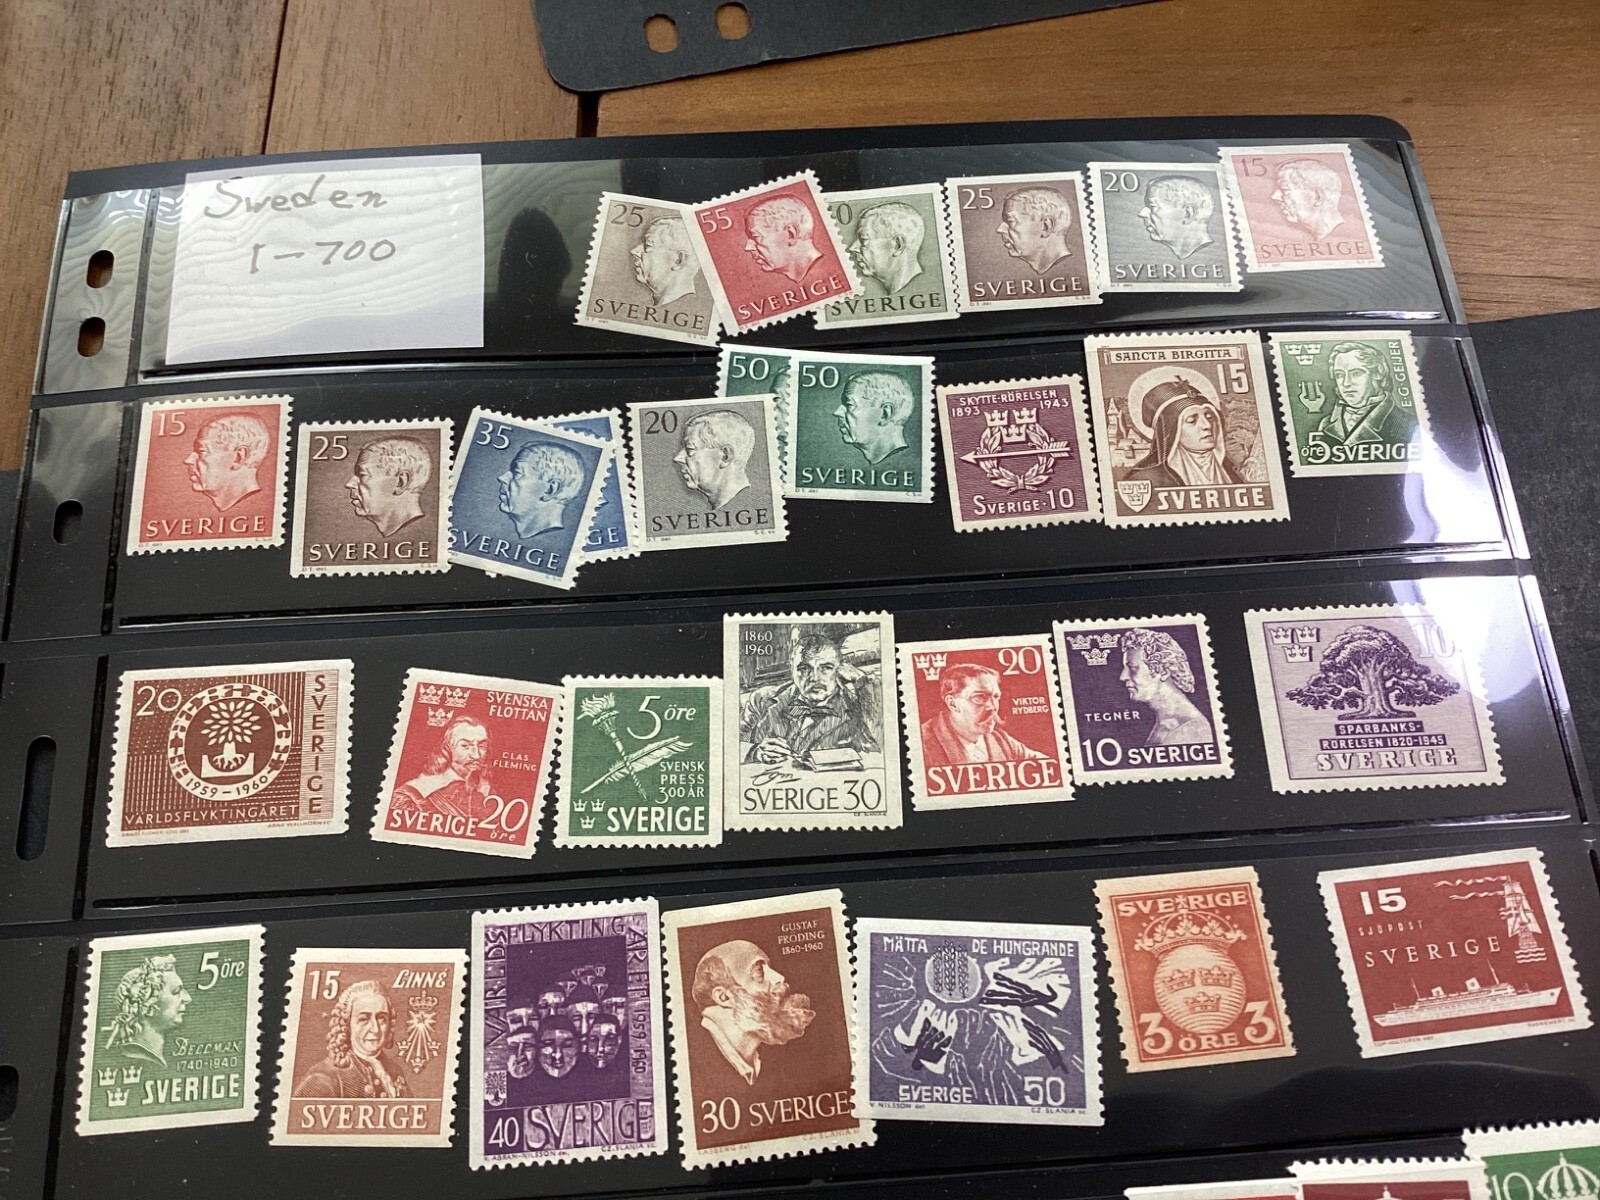 Sweden
1-700
25
SVERIGE
55
SVERIGE
0
SVERIGE
25
SVERIGE
20
SVERIGE
15
SVERIGE
15
SVERIGE
25
SVERIGE
35
SVERIGE
20
SVERIGE
50
50
SVERIGE
SKYTTE-RÖRELSEN
1893 1943
SVERIGE·10
SANCTA BIRGITTA
15
SVERIGE
E·G·GEIJER
öre 5 SVERIGE
20
SVERIGE
1959-1960
VÄRLDSFLYKTINGÅRET
SVENSKA
FLOTTAN
CLAS
FLEMING
SVERIGE 20
öre
5 öre
SVENSK
PRESS
300 ÅR
SVERIGE
1860
1960
SVERIGE 30
20
VIKTOR
RYDBERG
SVERIGE
TEGNÉR
10 SVERIGE
10
SPARBANKS-
RÖRELSEN 1820-1945
SVERIGE
5 öre
BELLMAN
1740-1940
SVERIGE
15 LINNÉ
SVERIGE
VÄRLDSFLYKTINGÅRET 1959-1960
40 SVERIGE
GUSTAF
FRÖDING
1860-1960
30 SVERIGE
MÄTTA DE HUNGRANDE
SVERIGE 50
SVERIGE
3 ÖRE 3
15
SJÖPOST
SVERIGE
10